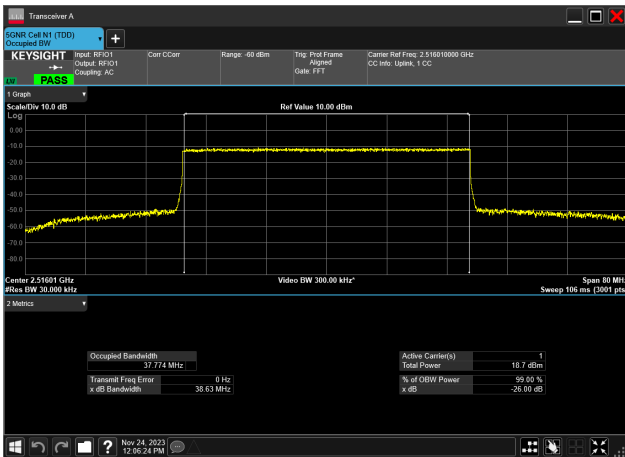 Transceiver A
5GNR Cell N1 (TDD)
Occupied BW
KEYSIGHT
Input: RFIO1
Output: RFIO1
Coupling: AC
Corr CCorr
Range: -60 dBm
Trig: Prot Frame
Aligned
Gate: FFT
Carrier Ref Freq: 2.516010000 GHz
CC Info: Uplink, 1 CC
PASS
1 Graph
Scale/Div 10.0 dB
Ref Value 10.00 dBm
Log
0.00
-10.0
-20.0
-30.0
-40.0
-50.0
-60.0
-70.0
-80.0
Center 2.51601 GHz
Video BW 300.00 kHz*
Span 80 MHz
#Res BW 30.000 kHz
Sweep 106 ms (3001 pts
2 Metrics
Occupied Bandwidth
37.774 MHz
Transmit Freq Error 0 Hz
x dB Bandwidth 38.63 MHz
Active Carrier(s) 1
Total Power 18.7 dBm
% of OBW Power 99.00 %
x dB -26.00 dB
Nov 24, 2023
12:06:24 PM